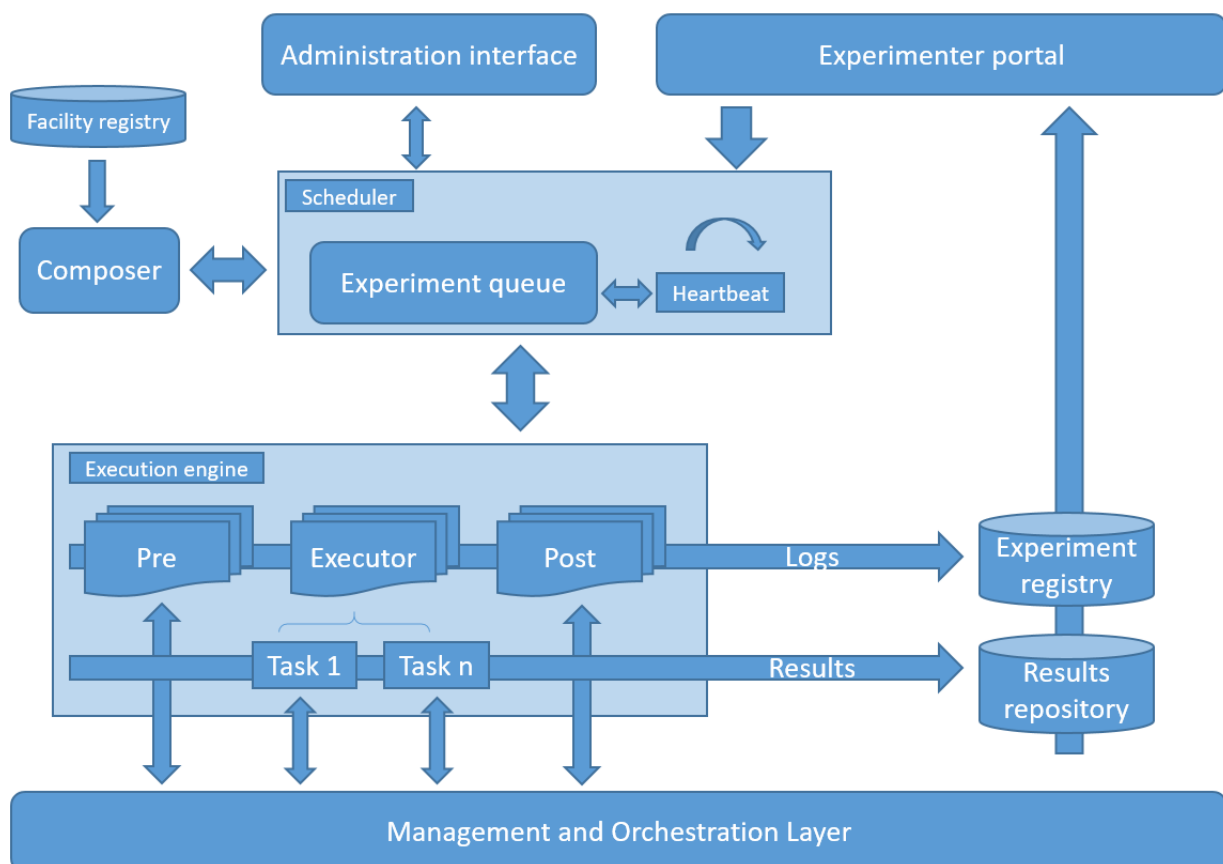 Administration interface
Experimenter portal
Facility registry
Scheduler
Composer
Experiment queue
Heartbeat
Execution engine
Pre
Executor
Post
Logs
Experiment
registry
Task 1
Task n
Results
Results
repository
Management and Orchestration Layer